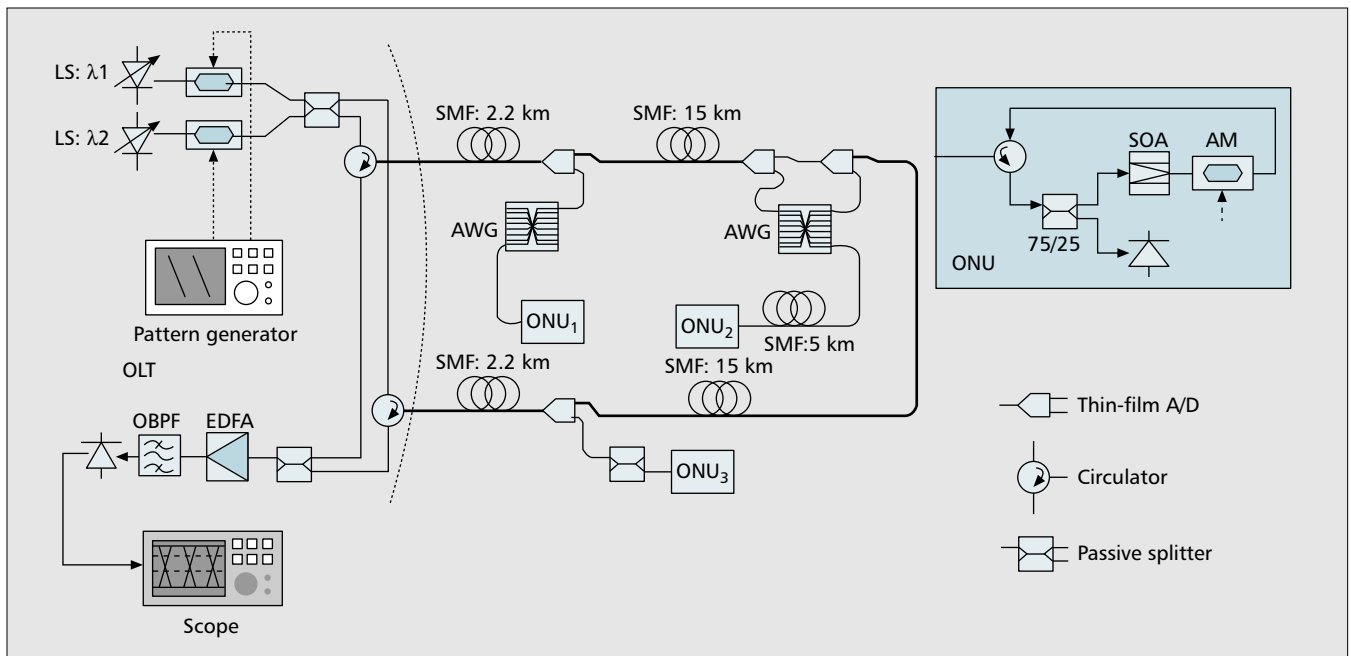 LS: λ1
LS: λ2
Pattern generator
OLT
OBPF
EDFA
Scope
SMF: 2.2 km
SMF: 15 km
AWG
AWG
ONU1
ONU2
SMF:5 km
SMF: 2.2 km
SMF: 15 km
ONU3
SOA
AM
75/25
ONU
Thin-film A/D
Circulator
Passive splitter